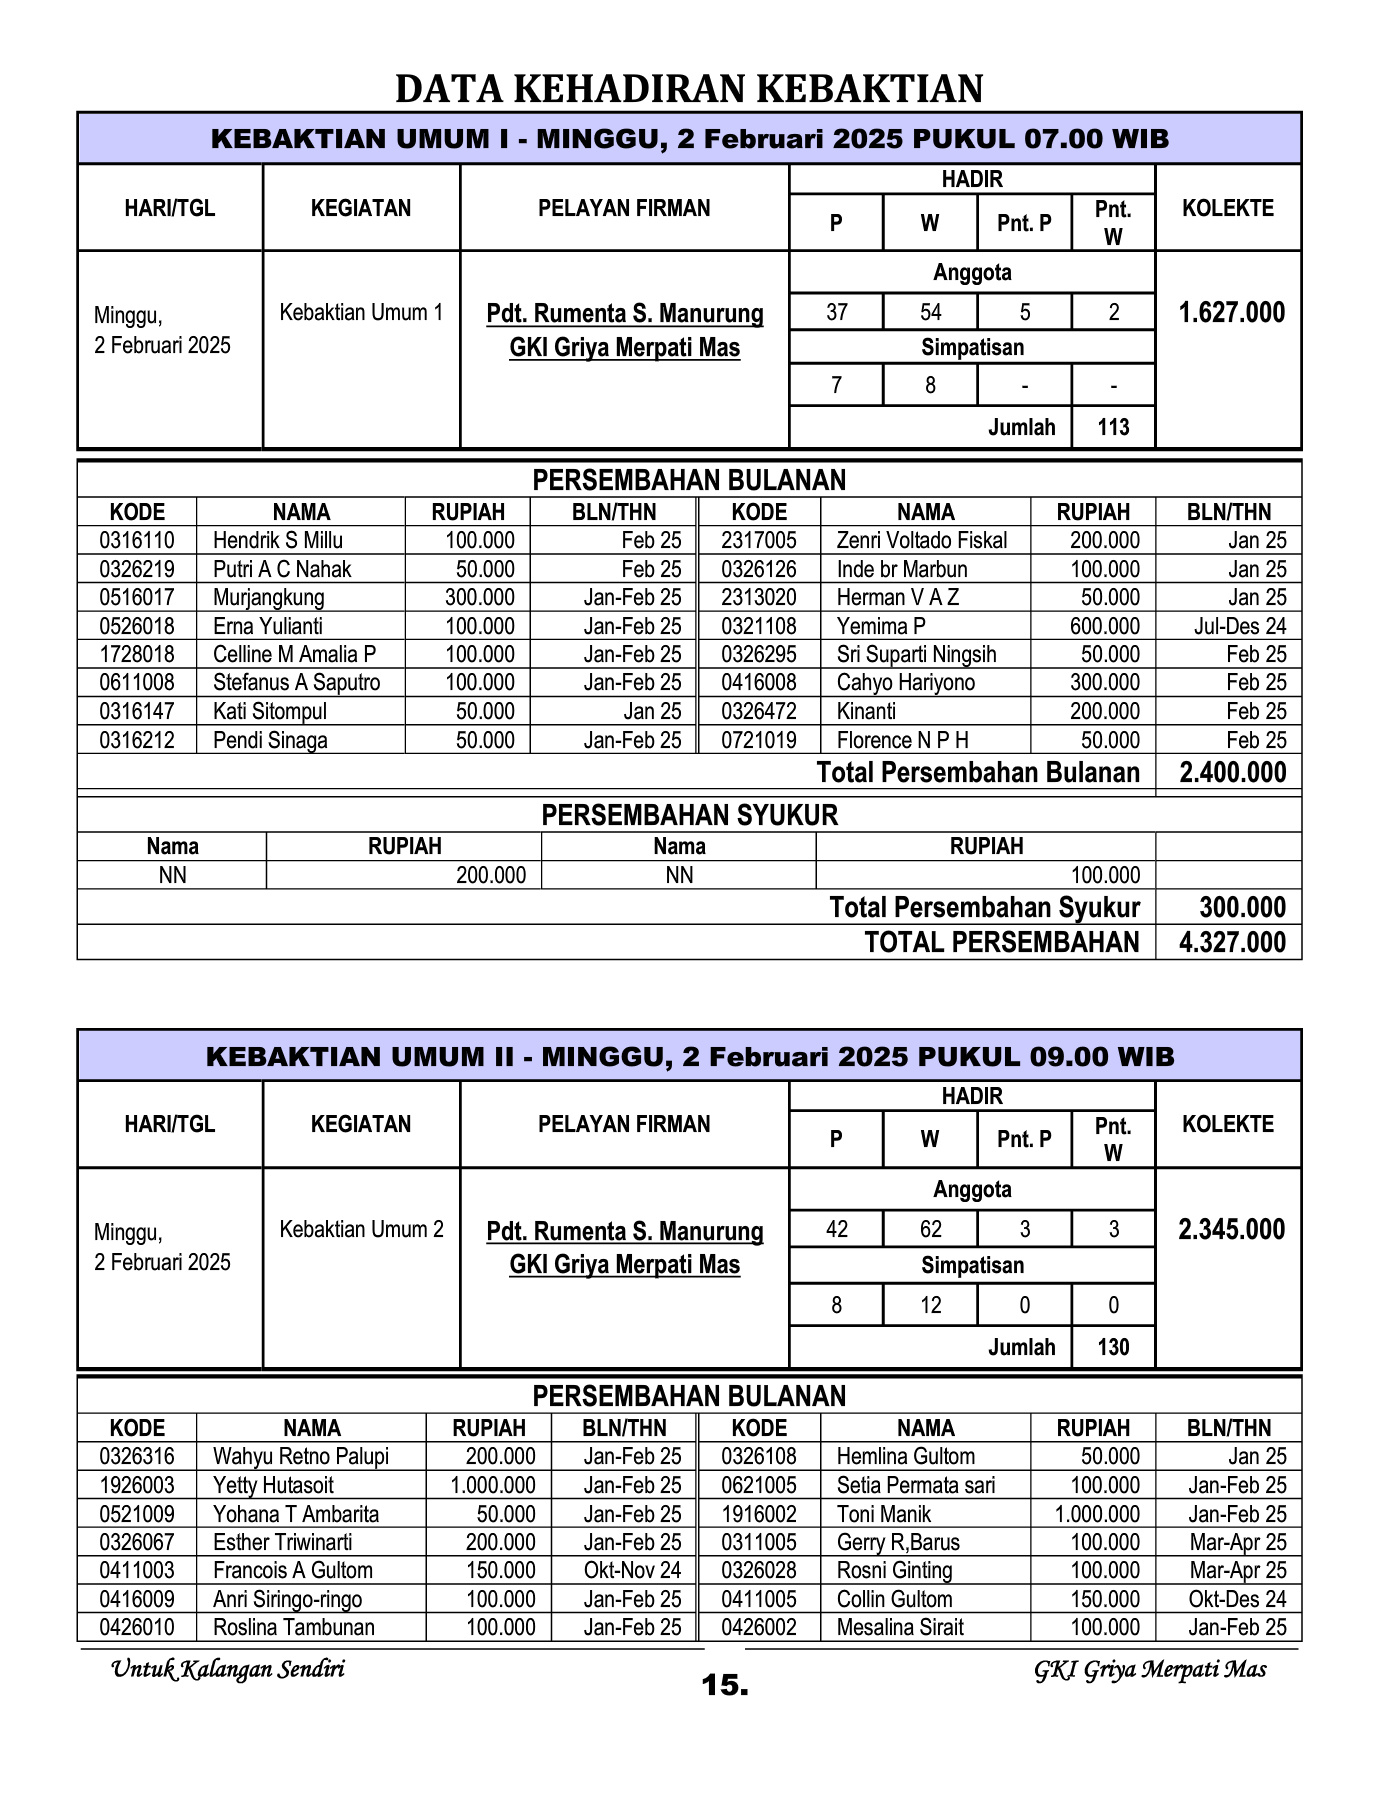 DATA KEHADIRAN KEBAKTIAN
KEBAKTIAN UMUM I - MINGGU, 2 Februari 2025 PUKUL 07.00 WIB
HARI/TGL KEGIATAN PELAYAN FIRMAN HADIR KOLEKTE
P W Pnt. P Pnt. W
Anggota
Minggu, 2 Februari 2025 Kebaktian Umum 1 Pdt. Rumenta S. Manurung GKI Griya Merpati Mas 37 54 5 2 1.627.000
Simpatisan
7 8 - -
Jumlah 113
PERSEMBAHAN BULANAN
KODE NAMA RUPIAH BLN/THN KODE NAMA RUPIAH BLN/THN
0316110 Hendrik S Millu 100.000 Feb 25 2317005 Zenri Voltado Fiskal 200.000 Jan 25
0326219 Putri A C Nahak 50.000 Feb 25 0326126 Inde br Marbun 100.000 Jan 25
0516017 Murjangkung 300.000 Jan-Feb 25 2313020 Herman V A Z 50.000 Jan 25
0526018 Erna Yulianti 100.000 Jan-Feb 25 0321108 Yemima P 600.000 Jul-Des 24
1728018 Celline M Amalia P 100.000 Jan-Feb 25 0326295 Sri Suparti Ningsih 50.000 Feb 25
0611008 Stefanus A Saputro 100.000 Jan-Feb 25 0416008 Cahyo Hariyono 300.000 Feb 25
0316147 Kati Sitompul 50.000 Jan 25 0326472 Kinanti 200.000 Feb 25
0316212 Pendi Sinaga 50.000 Jan-Feb 25 0721019 Florence N P H 50.000 Feb 25
Total Persembahan Bulanan 2.400.000
PERSEMBAHAN SYUKUR
Nama RUPIAH Nama RUPIAH
NN 200.000 NN 100.000
Total Persembahan Syukur 300.000
TOTAL PERSEMBAHAN 4.327.000
KEBAKTIAN UMUM II - MINGGU, 2 Februari 2025 PUKUL 09.00 WIB
HARI/TGL KEGIATAN PELAYAN FIRMAN HADIR KOLEKTE
P W Pnt. P Pnt. W
Anggota
Minggu, 2 Februari 2025 Kebaktian Umum 2 Pdt. Rumenta S. Manurung GKI Griya Merpati Mas 42 62 3 3 2.345.000
Simpatisan
8 12 0 0
Jumlah 130
PERSEMBAHAN BULANAN
KODE NAMA RUPIAH BLN/THN KODE NAMA RUPIAH BLN/THN
0326316 Wahyu Retno Palupi 200.000 Jan-Feb 25 0326108 Hemlina Gultom 50.000 Jan 25
1926003 Yetty Hutasoit 1.000.000 Jan-Feb 25 0621005 Setia Permata sari 100.000 Jan-Feb 25
0521009 Yohana T Ambarita 50.000 Jan-Feb 25 1916002 Toni Manik 1.000.000 Jan-Feb 25
0326067 Esther Triwinarti 200.000 Jan-Feb 25 0311005 Gerry R,Barus 100.000 Mar-Apr 25
0411003 Francois A Gultom 150.000 Okt-Nov 24 0326028 Rosni Ginting 100.000 Mar-Apr 25
0416009 Anri Siringo-ringo 100.000 Jan-Feb 25 0411005 Collin Gultom 150.000 Okt-Des 24
0426010 Roslina Tambunan 100.000 Jan-Feb 25 0426002 Mesalina Sirait 100.000 Jan-Feb 25
Untuk Kalangan Sendiri 15. GKI Griya Merpati Mas